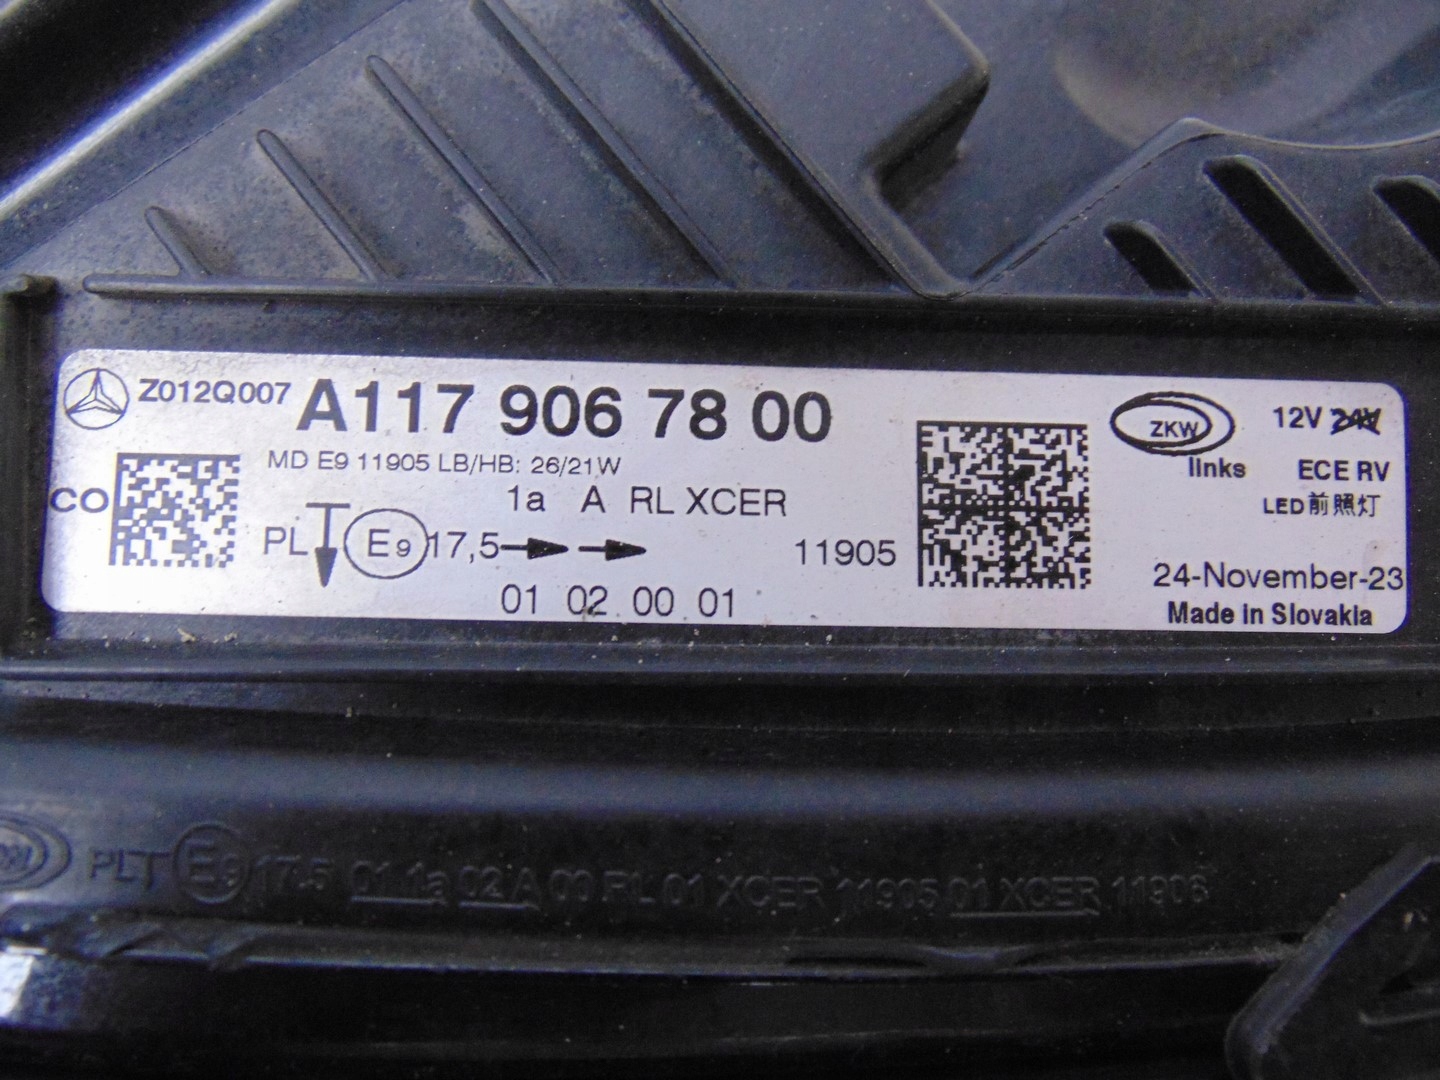 Z012Q007 A117 906 78 00
MD E9 11905 LB/HB: 26/21W
CO
1a A RL XCER
PL T E9 17,5 11905
01 02 00 01
ZKW
12V 24V
links ECE RV
LED前照灯
24-November-23
Made in Slovakia
PLT E9 17.5 01 1a 02 A 00 RL 01 XCER 11905 01 XCER 11906